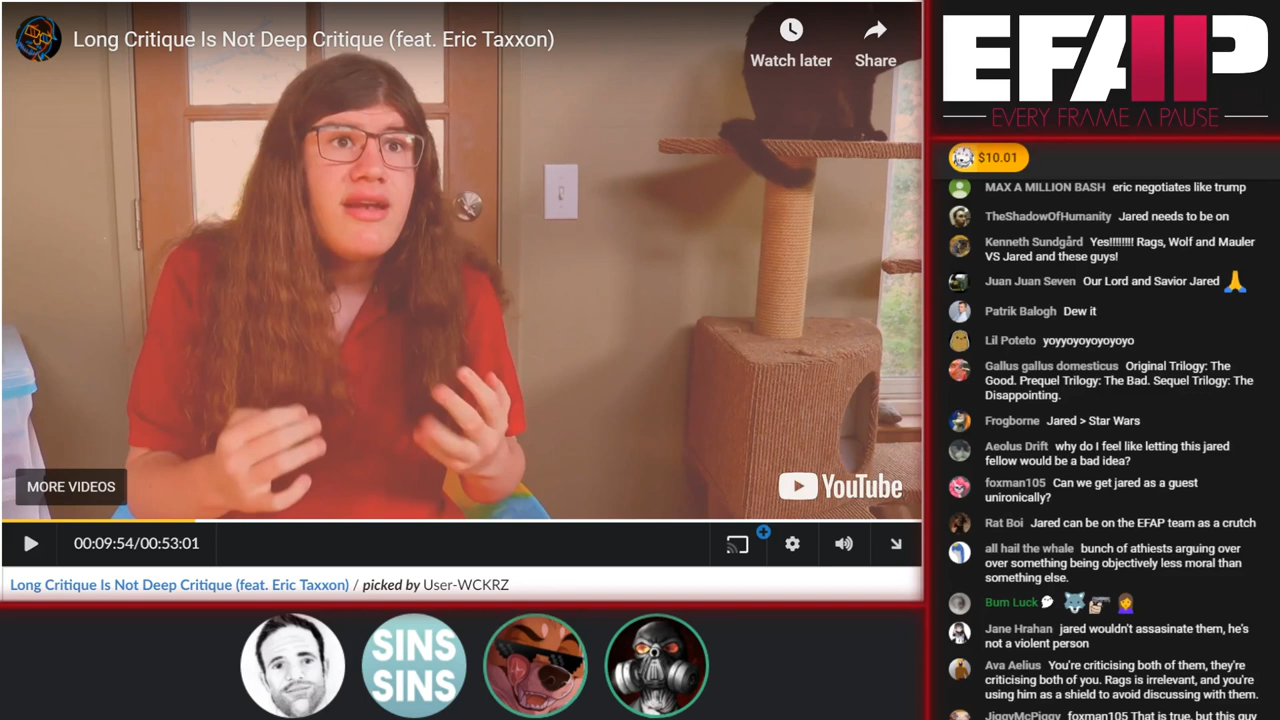 Long Critique Is Not Deep Critique (feat. Eric Taxxon)
Watch later
Share
MORE VIDEOS
YouTube
00:09:54/00:53:01
Long Critique Is Not Deep Critique (feat. Eric Taxxon) / picked by User-WCKRZ
SINS
SINS
EFAP
EVERY FRAME A PAUSE
$10.01
MAX A MILLION BASH eric negotiates like trump
TheShadowOfHumanity Jared needs to be on
Kenneth Sundgård Yes!!!!!!!! Rags, Wolf and Mauler
VS Jared and these guys!
Juan Juan Seven Our Lord and Savior Jared 🙏
Patrik Balogh Dew it
Lil Poteto yoyyoyoyoyoyoyo
Gallus gallus domesticus Original Trilogy: The
Good. Prequel Trilogy: The Bad. Sequel Trilogy: The
Disappointing.
Frogborne Jared > Star Wars
Aeolus Drift why do I feel like letting this jared
fellow would be a bad idea?
foxman105 Can we get jared as a guest
unironically?
Rat Boi Jared can be on the EFAP team as a crutch
all hail the whale bunch of athiests arguing over
over something being objectively less moral than
something else.
Bum Luck
Jane Hrahan jared wouldn't assasinate them, he's
not a violent person
Ava Aelius You're criticising both of them, they're
criticising both of you. Rags is irrelevant, and you're
using him as a shield to avoid discussing with them.
JiggyMcPiggy foxman105 That is true, but this guy